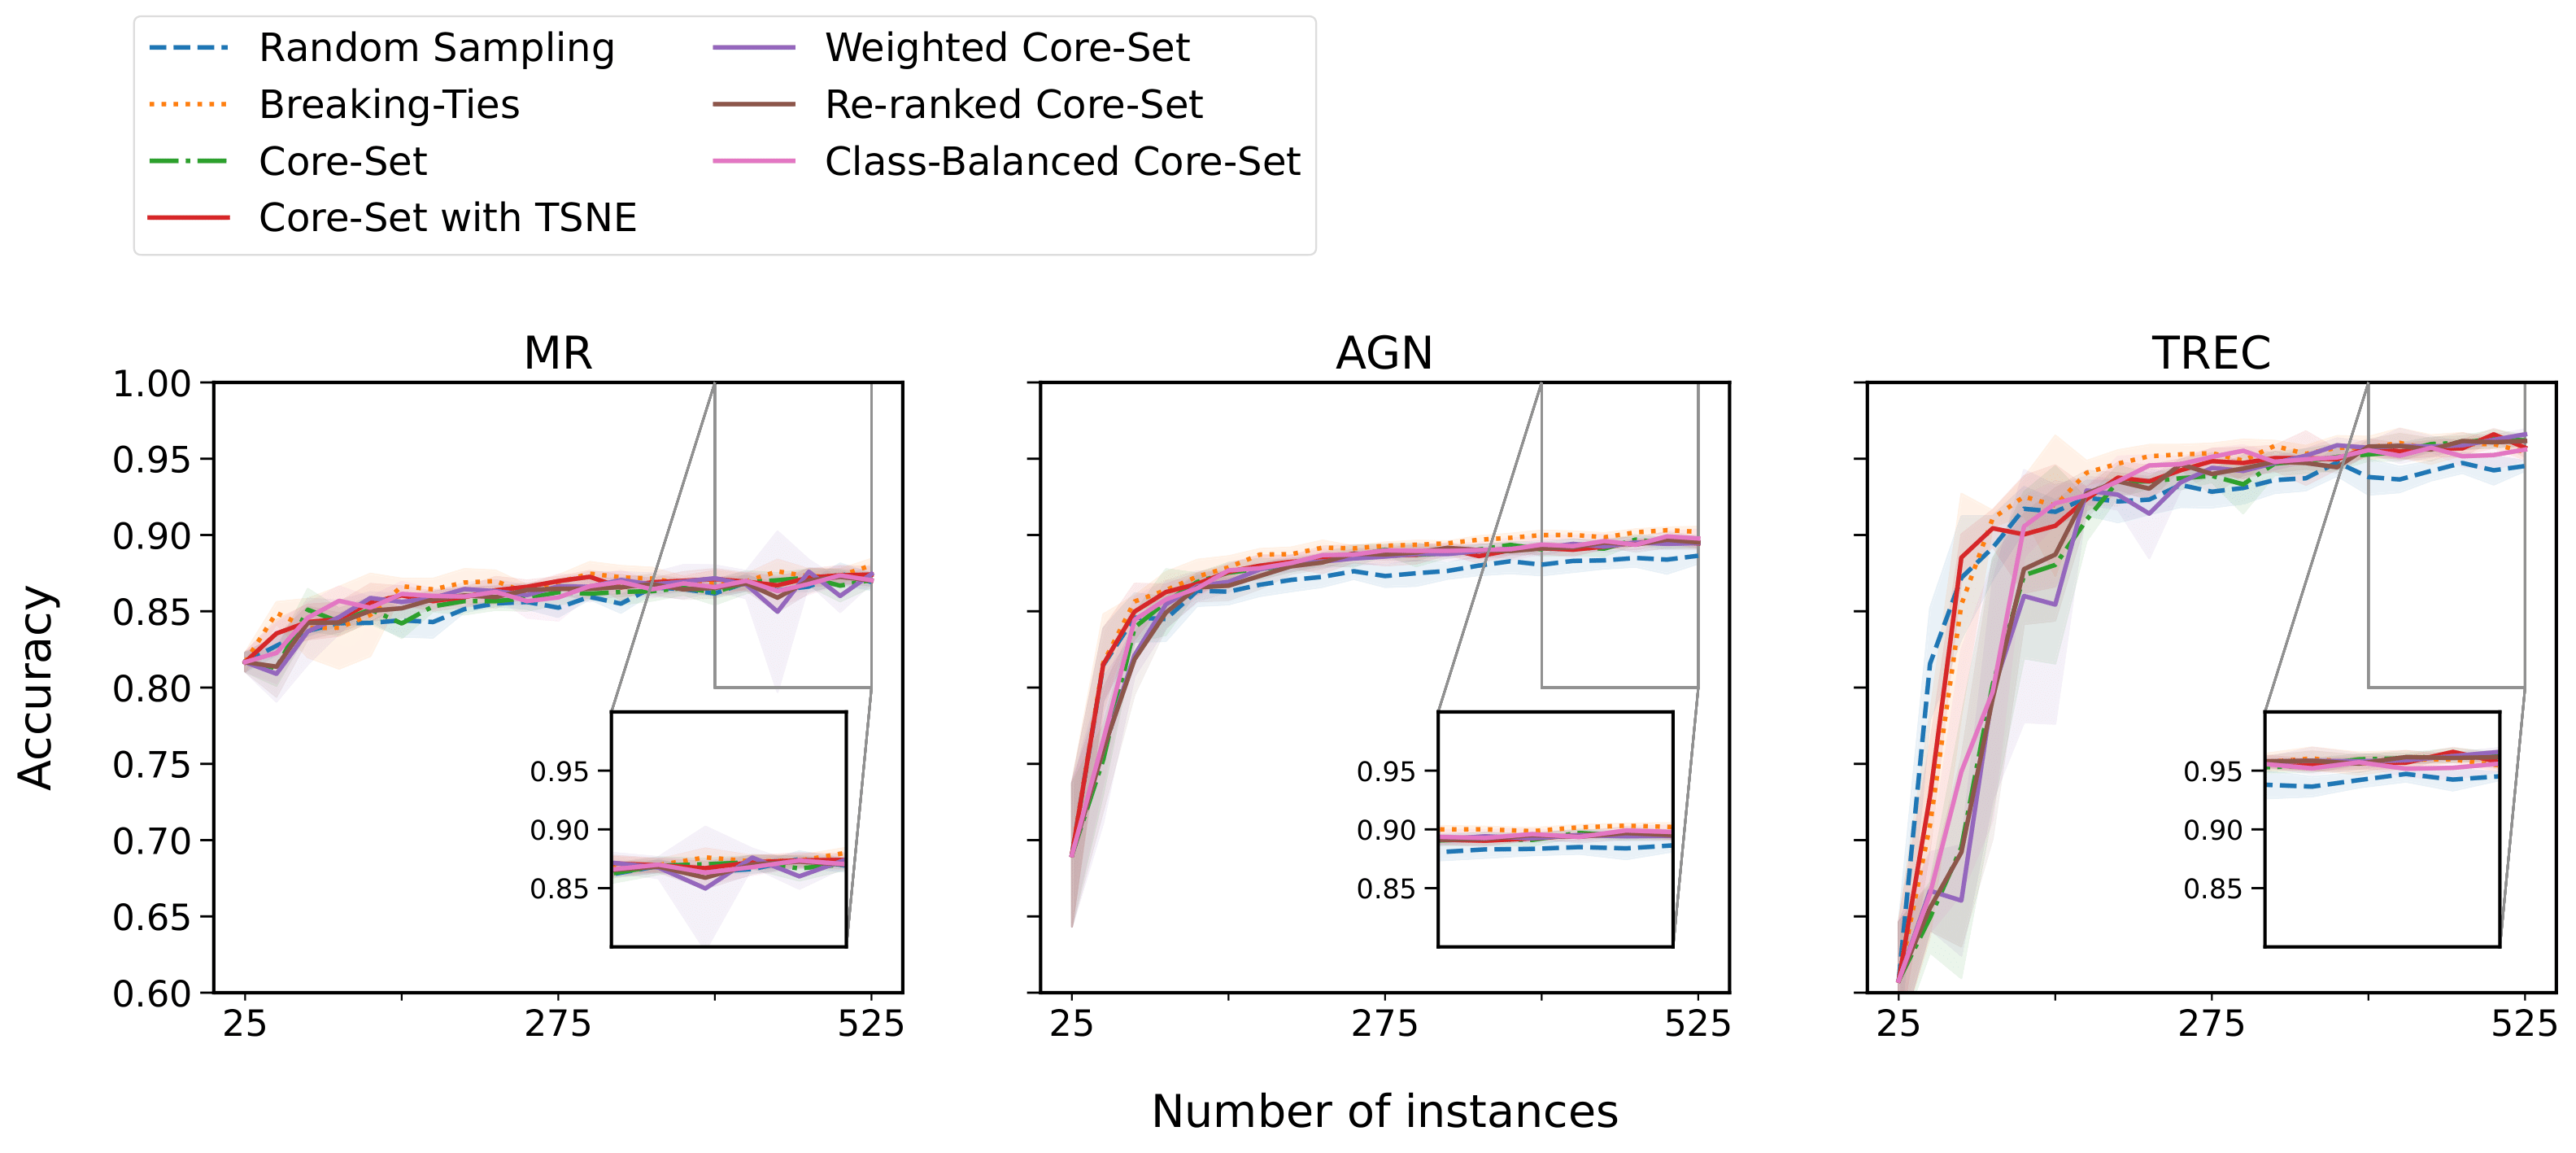 Random Sampling
Breaking-Ties
Core-Set
Core-Set with TSNE
Weighted Core-Set
Re-ranked Core-Set
Class-Balanced Core-Set
MR
AGN
TREC
Accuracy
1.00
0.95
0.90
0.85
0.80
0.75
0.70
0.65
0.60
0.95
0.90
0.85
25
275
525
0.95
0.90
0.85
25
275
525
0.95
0.90
0.85
25
275
525
Number of instances